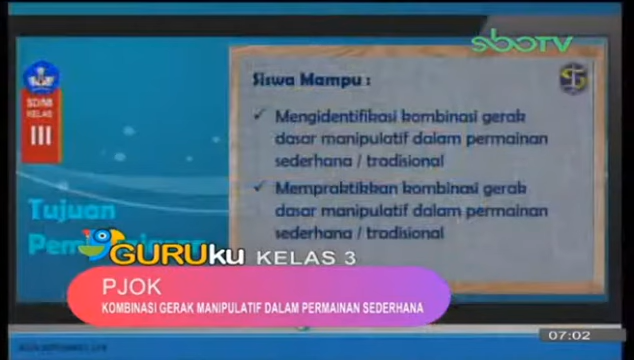 sboTV
SD/MI
KELAS
III
Siswa Mampu :
✓ Mengidentifikasi kombinasi gerak
dasar manipulatif dalam permainan
sederhana / tradisional
✓ Mempraktikkan kombinasi gerak
dasar manipulatif dalam permainan
sederhana / tradisional
Tujuan
GURUku KELAS 3
PJOK
KOMBINASI GERAK MANIPULATIF DALAM PERMAINAN SEDERHANA
07:02